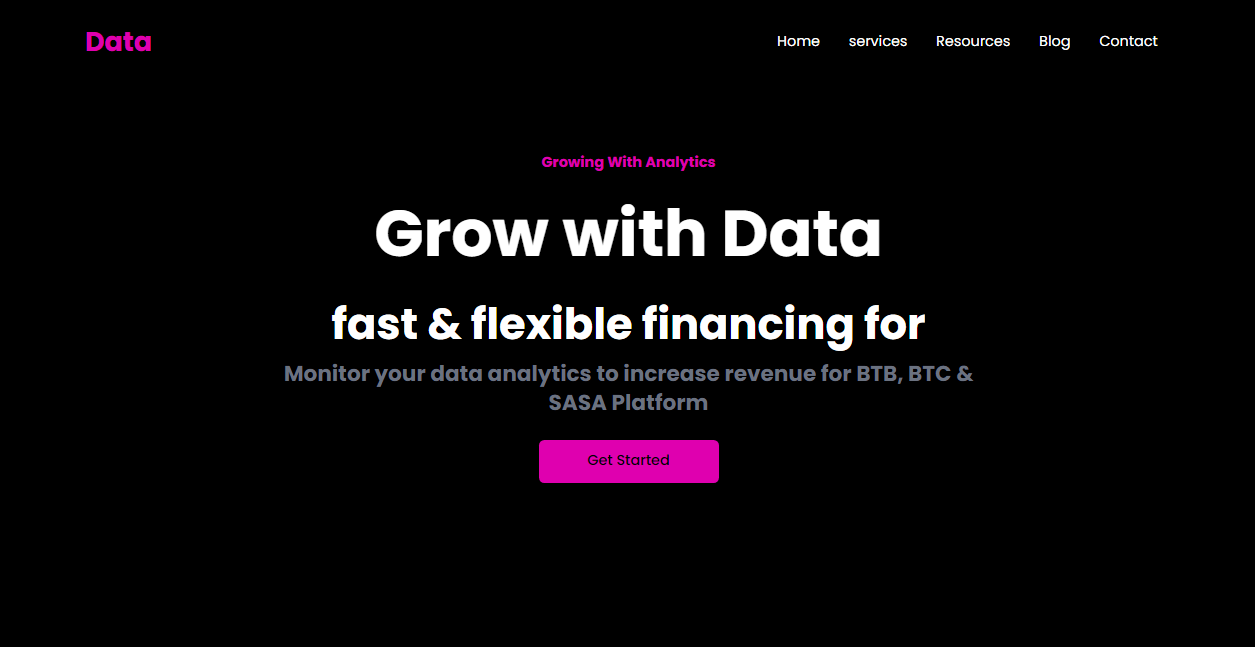 Data
Home services Resources Blog Contact
Growing With Analytics
Grow with Data
fast & flexible financing for
Monitor your data analytics to increase revenue for BTB, BTC &
SASA Platform
Get Started